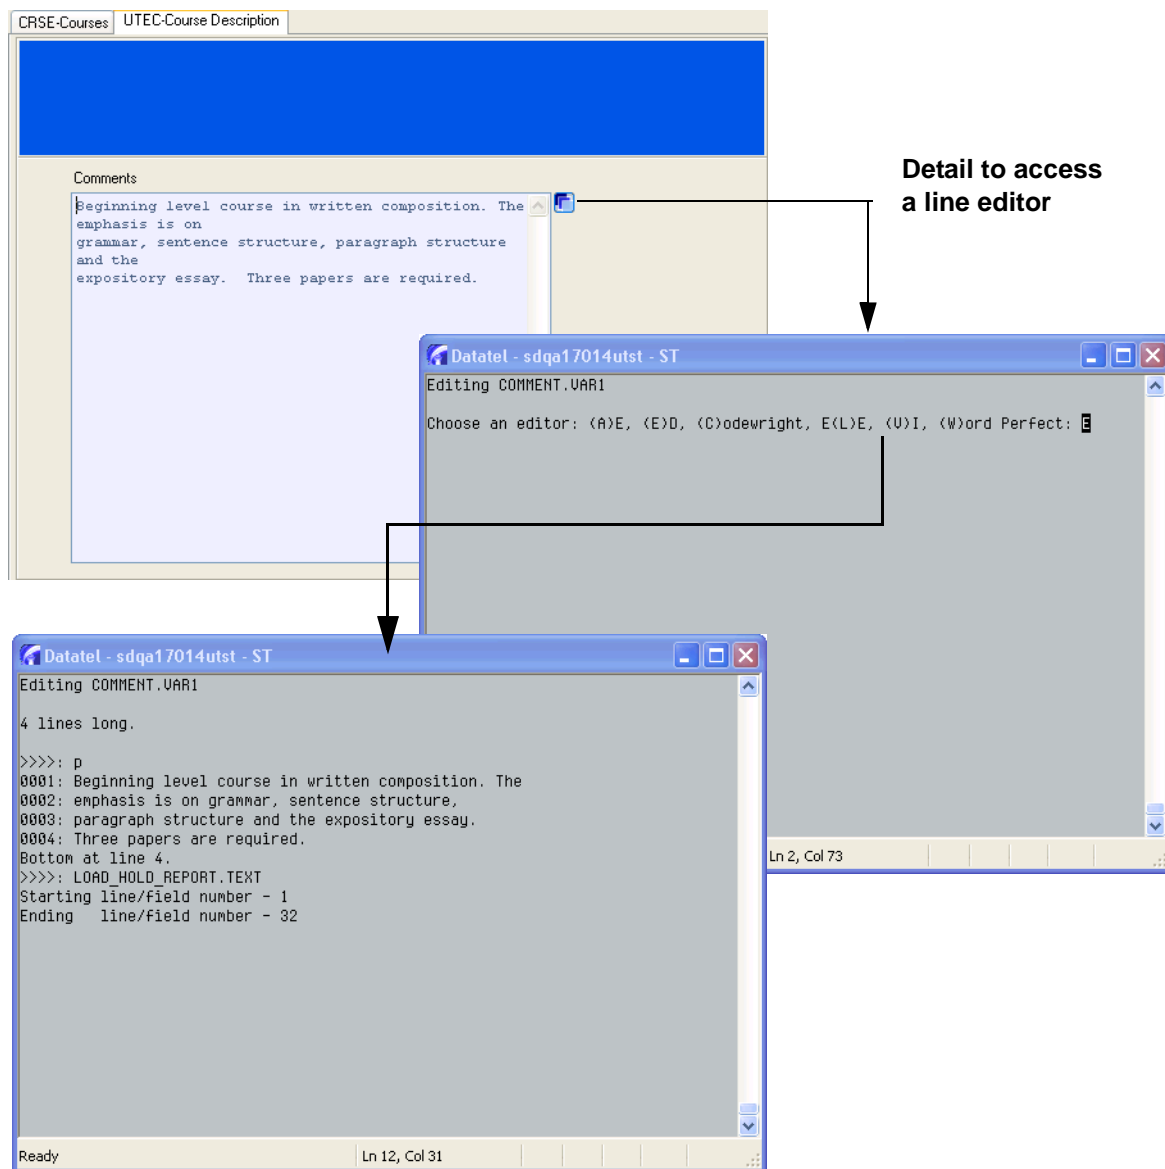 CRSE-Courses
UTEC-Course Description
Comments
Beginning level course in written composition. The
emphasis is on
grammar, sentence structure, paragraph structure
and the
expository essay.  Three papers are required.
Detail to access
a line editor
Datatel - sdqa17014utst - ST
Editing COMMENT.VAR1
Choose an editor: (A)E, (E)D, (C)odewright, E(L)E, (V)I, (W)ord Perfect: E
Ln 2, Col 73
Datatel - sdqa17014utst - ST
Editing COMMENT.VAR1
4 lines long.
>>>>: p
0001: Beginning level course in written composition. The
0002: emphasis is on grammar, sentence structure,
0003: paragraph structure and the expository essay.
0004: Three papers are required.
Bottom at line 4.
>>>>: LOAD_HOLD_REPORT.TEXT
Starting line/field number - 1
Ending   line/field number - 32
Ready
Ln 12, Col 31